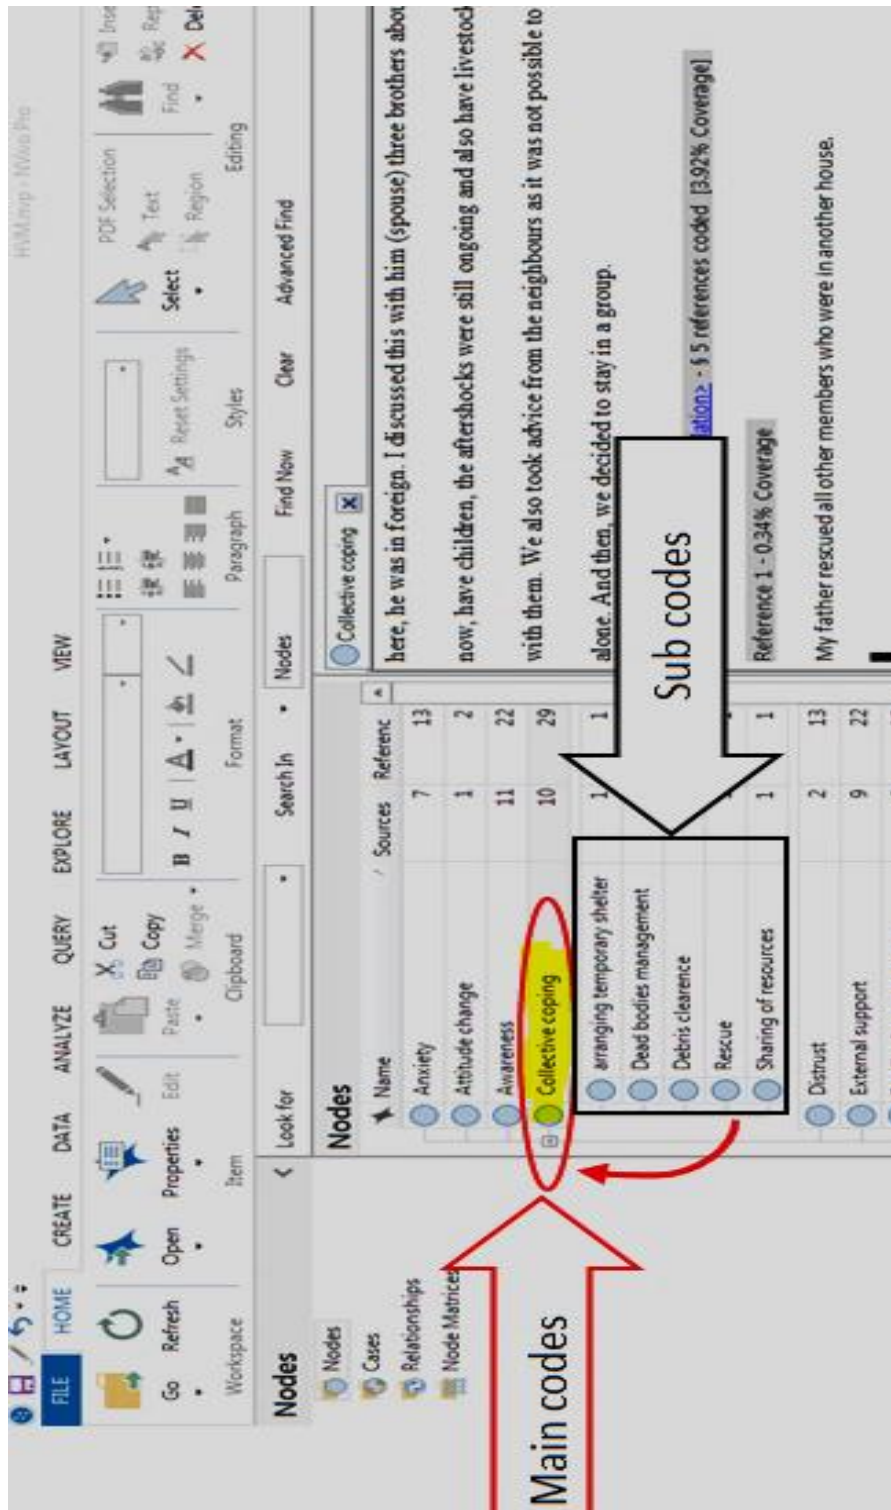 HVM.nvp - NVivo Pro
FILE HOME CREATE DATA ANALYZE QUERY EXPLORE LAYOUT VIEW
Go Refresh
Workspace
Open Properties Edit
Item
Paste Cut
Copy
Merge
Clipboard
B I U A
Format
Paragraph
Reset Settings
Styles
Select
PDF Selection
Text
Region
Find
Editing
Look for Search In Nodes Find Now Clear Advanced Find
Nodes
Nodes
Cases
Relationships
Node Matrices
Nodes
Name Sources Referenc
Anxiety 7 13
Attitude change 1 2
Awareness 11 22
Collective coping 10 29
arranging temporary shelter 1 1
Dead bodies management
Debris clearence
Rescue
Sharing of resources 1 1
Distrust 2 13
External support 9 22
Main codes
Sub codes
Collective coping
here, he was in foreign. I discussed this with him (spouse) three brothers abou
now, have children, the aftershocks were still ongoing and also have livestock
with them. We also took advice from the neighbours as it was not possible to
alone. And then, we decided to stay in a group.
lation> - § 5 references coded [3.92% Coverage]
Reference 1 - 0.34% Coverage
My father rescued all other members who were in another house.